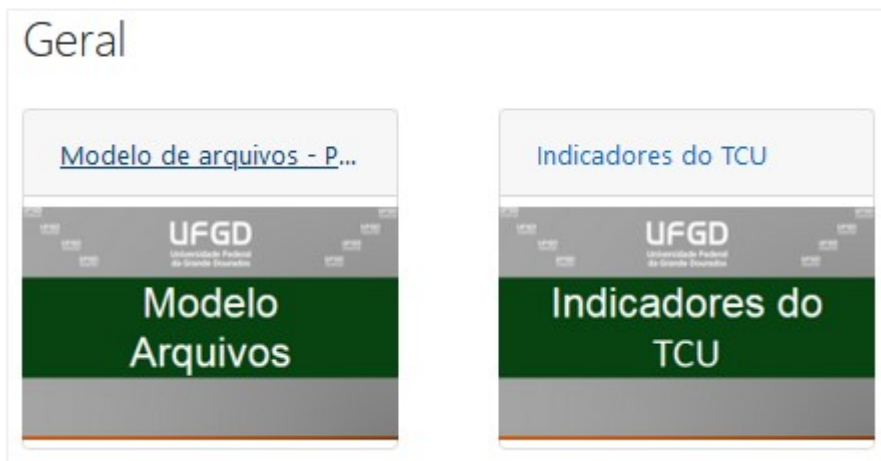 Geral
Modelo de arquivos - P...
Indicadores do TCU
UFGD
Universidade Federal
da Grande Dourados
Modelo
Arquivos
UFGD
Universidade Federal
da Grande Dourados
Indicadores do
TCU